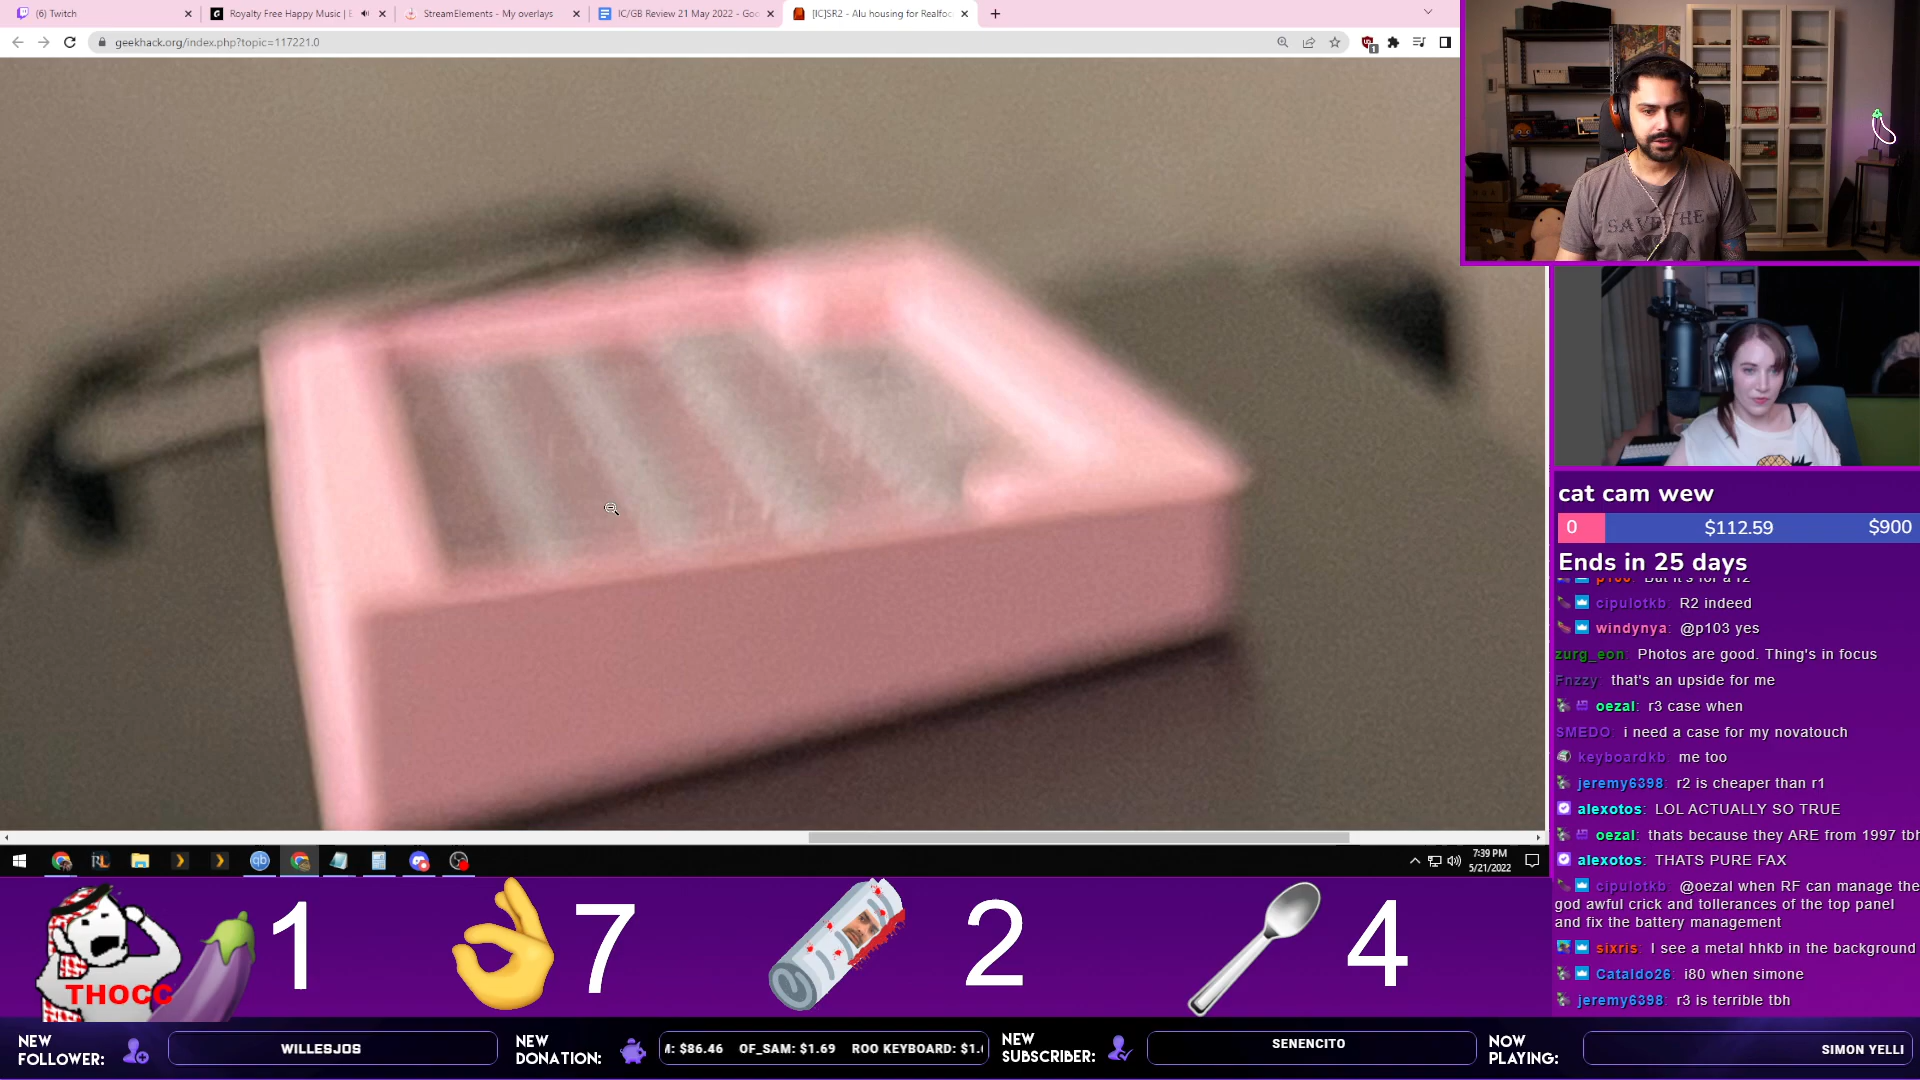 (6) Twitch
Royalty Free Happy Music | E
StreamElements - My overlays
IC/GB Review 21 May 2022 - Goo
[IC]SR2 - Alu housing for Realfoc
geekhack.org/index.php?topic=117221.0
1
SAVE THE
cat cam wew
0 $112.59 $900
Ends in 25 days
cipulotkb: R2 indeed
windynya: @p103 yes
zurg_eon: Photos are good. Thing's in focus
Fnzzy: that's an upside for me
oezal: r3 case when
SMEDO: i need a case for my novatouch
keyboardkb: me too
jeremy6398: r2 is cheaper than r1
alexotos: LOL ACTUALLY SO TRUE
oezal: thats because they ARE from 1997 tbh
alexotos: THATS PURE FAX
cipulotkb: @oezal when RF can manage the
god awful crick and tollerances of the top panel
and fix the battery management
sixris: I see a metal hhkb in the background
Cataldo26: i80 when simone
jeremy6398: r3 is terrible tbh
7:39 PM
5/21/2022
THOCC
1
7
2
4
NEW
FOLLOWER:
WILLESJOS
NEW
DONATION:
M: $86.46 OF_SAM: $1.69 ROO KEYBOARD: $1.
NEW
SUBSCRIBER:
SENENCITO
NOW
PLAYING:
SIMON YELLI